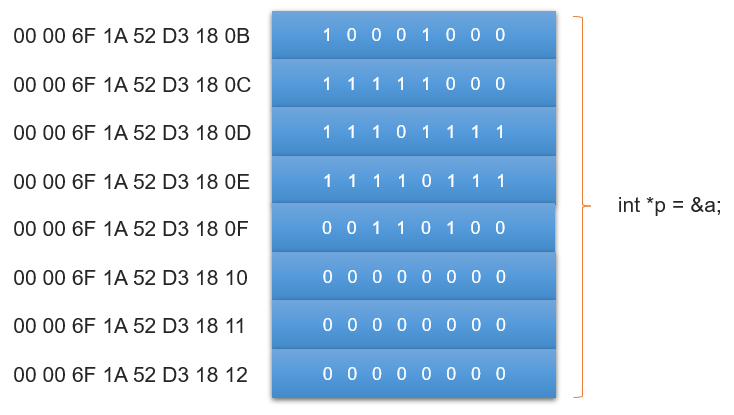 00 00 6F 1A 52 D3 18 0B 1 0 0 0 1 0 0 0
00 00 6F 1A 52 D3 18 0C 1 1 1 1 1 0 0 0
00 00 6F 1A 52 D3 18 0D 1 1 1 0 1 1 1 1
00 00 6F 1A 52 D3 18 0E 1 1 1 1 0 1 1 1
int *p = &a;
00 00 6F 1A 52 D3 18 0F 0 0 1 1 0 1 0 0
00 00 6F 1A 52 D3 18 10 0 0 0 0 0 0 0 0
00 00 6F 1A 52 D3 18 11 0 0 0 0 0 0 0 0
00 00 6F 1A 52 D3 18 12 0 0 0 0 0 0 0 0